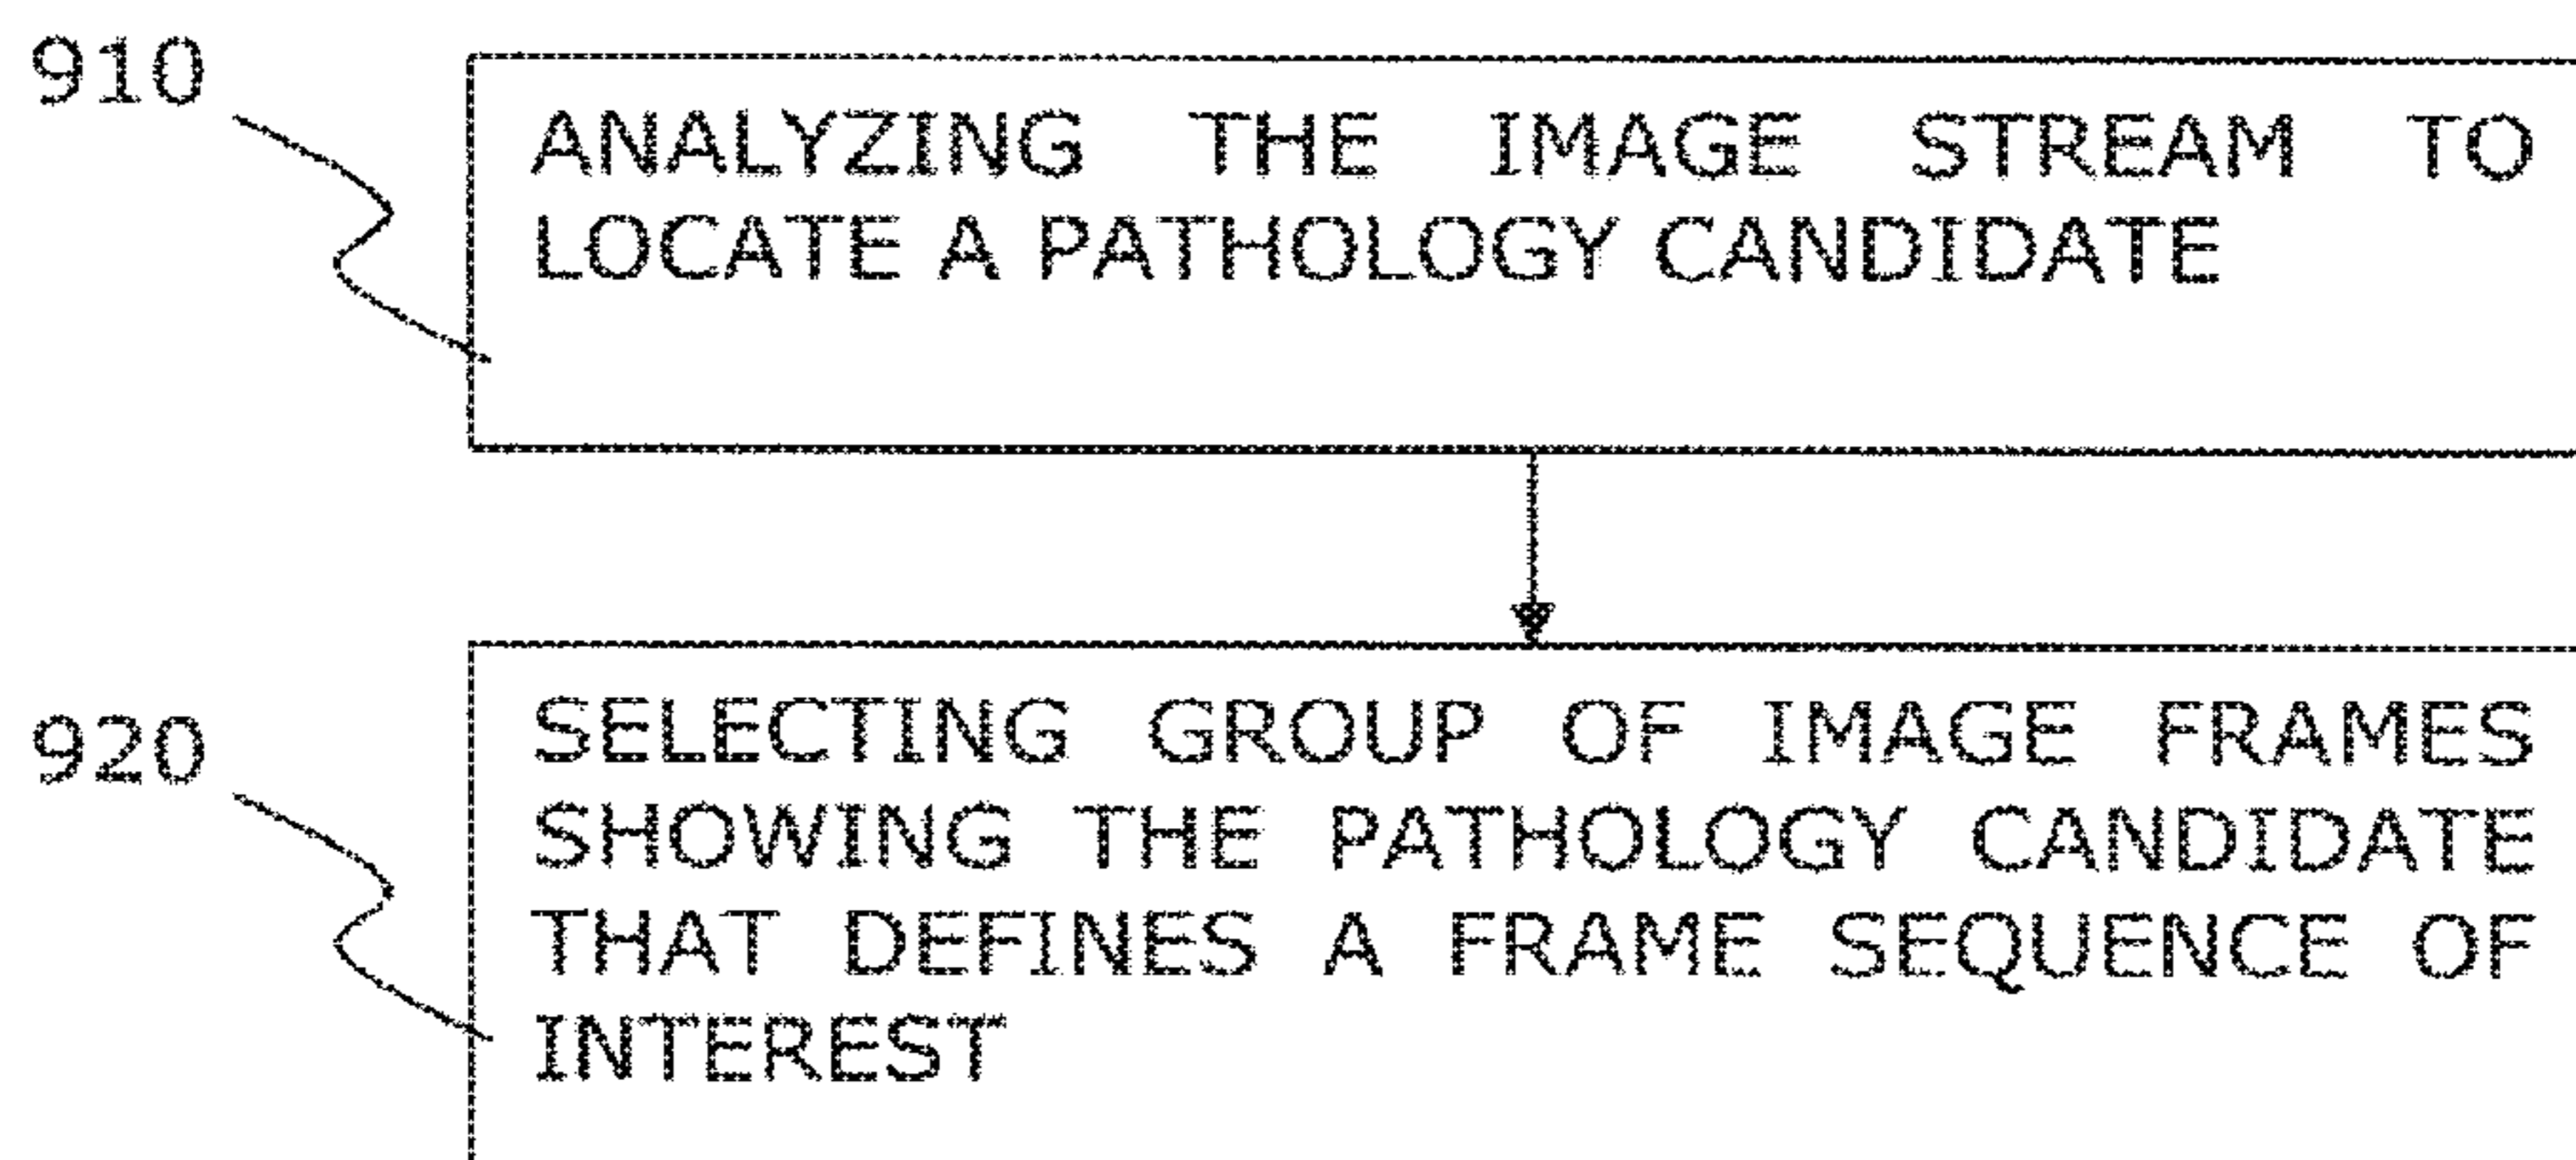 910
ANALYZING THE IMAGE STREAM TO
LOCATE A PATHOLOGY CANDIDATE
920
SELECTING GROUP OF IMAGE FRAMES
SHOWING THE PATHOLOGY CANDIDATE
THAT DEFINES A FRAME SEQUENCE OF
INTEREST